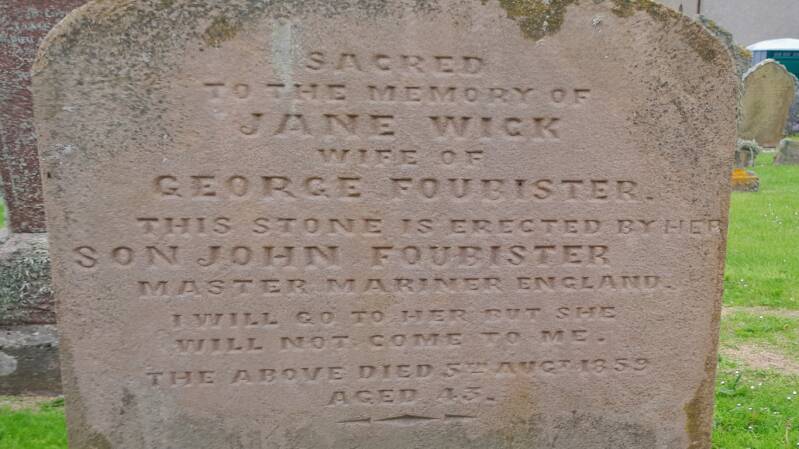 SACRED
TO THE MEMORY OF
JANE WICK
WIFE OF
GEORGE FOUBISTER.
THIS STONE IS ERECTED BY HER
SON JOHN FOUBISTER
MASTER MARINER ENGLAND.
I WILL GO TO HER BUT SHE
WILL NOT COME TO ME.
THE ABOVE DIED 5TH AUGT 1859
AGED 43.